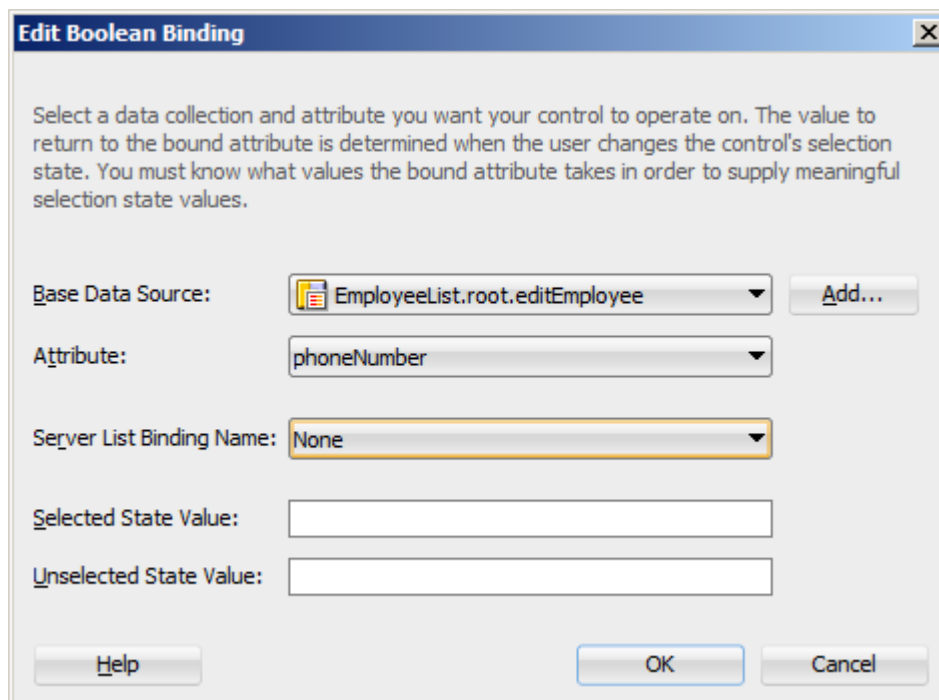 Edit Boolean Binding
Select a data collection and attribute you want your control to operate on. The value to
return to the bound attribute is determined when the user changes the control's selection
state. You must know what values the bound attribute takes in order to supply meaningful
selection state values.
Base Data Source: EmployeeList.root.editEmployee Add...
Attribute: phoneNumber
Server List Binding Name: None
Selected State Value:
Unselected State Value:
Help OK Cancel